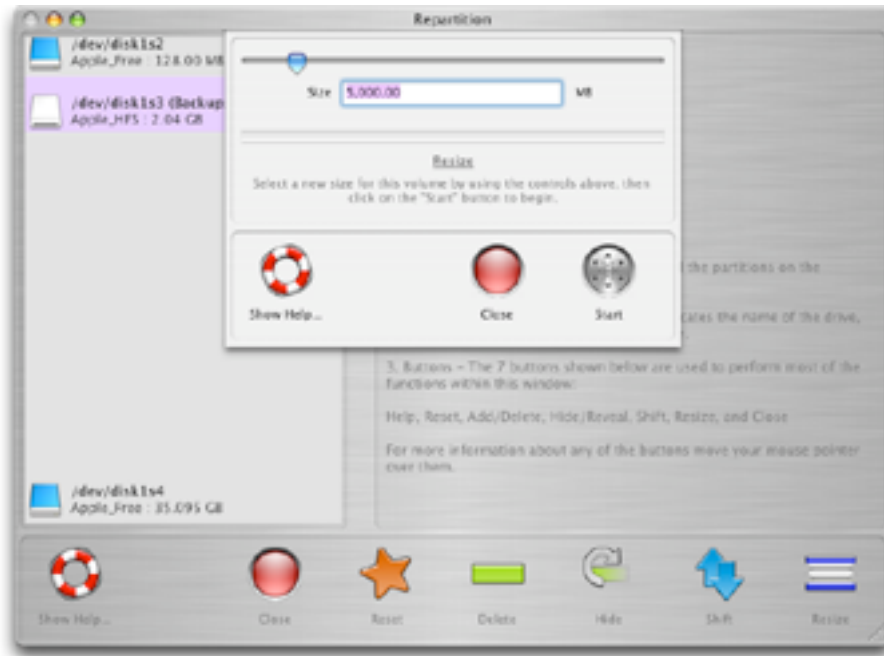 Repartition
/dev/disk1s2
Apple_Free : 128.00 MB
/dev/disk1s3 (Backup
Apple_HFS : 2.04 GB
Size 5,000.00 MB
Resize
Select a new size for this volume by using the controls above, then
click on the "Start" button to begin.
Show Help... Close Start
the partitions on the
cates the name of the drive,
3. Buttons – The 7 buttons shown below are used to perform most of the
functions within this window:
Help, Reset, Add/Delete, Hide/Reveal, Shift, Resize, and Close
For more information about any of the buttons move your mouse pointer
over them.
/dev/disk1s4
Apple_Free : 35.095 GB
Show Help... Close Reset Delete Hide Shift Resize